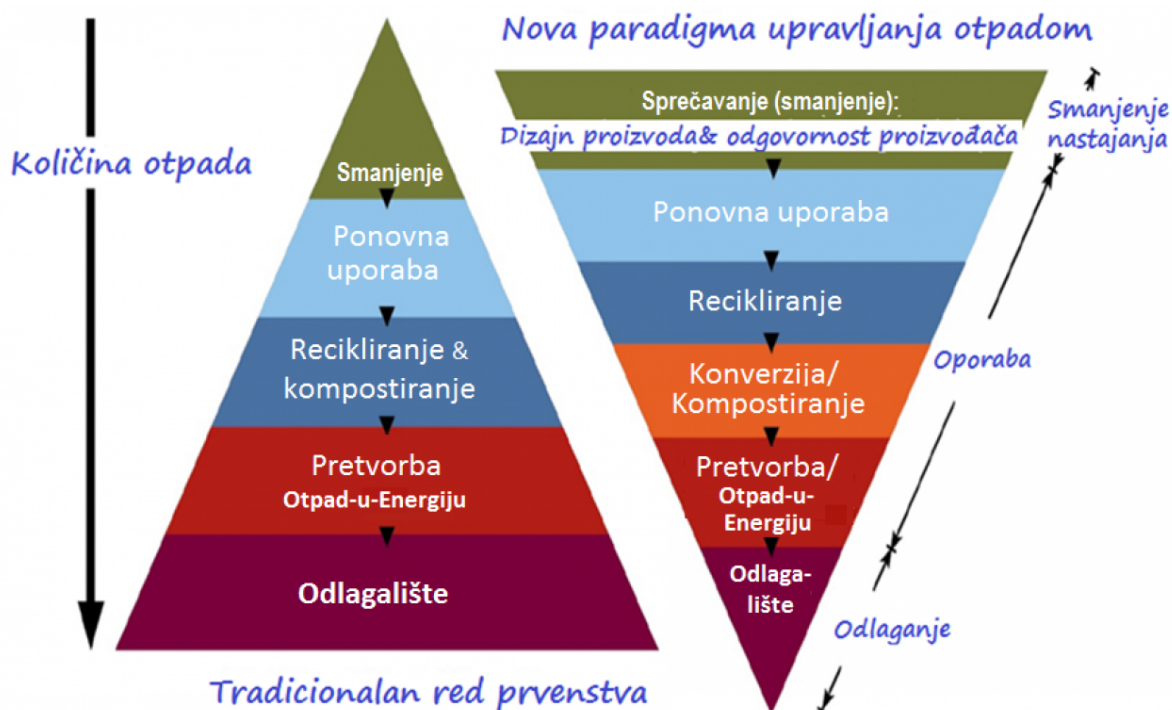 Nova paradigma upravljanja otpadom
Količina otpada
Smanjenje
Ponovna
uporaba
Recikliranje &
kompostiranje
Pretvorba
Otpad-u-Energiju
Odlagalište
Tradicionalan red prvenstva
Sprečavanje (smanjenje):
Dizajn proizvoda& odgovornost proizvođača
Ponovna uporaba
Recikliranje
Konverzija/
Kompostiranje
Pretvorba/
Otpad-u-
Energiju
Odlaga-
lište
Smanjenje
nastajanja
Oporaba
Odlaganje